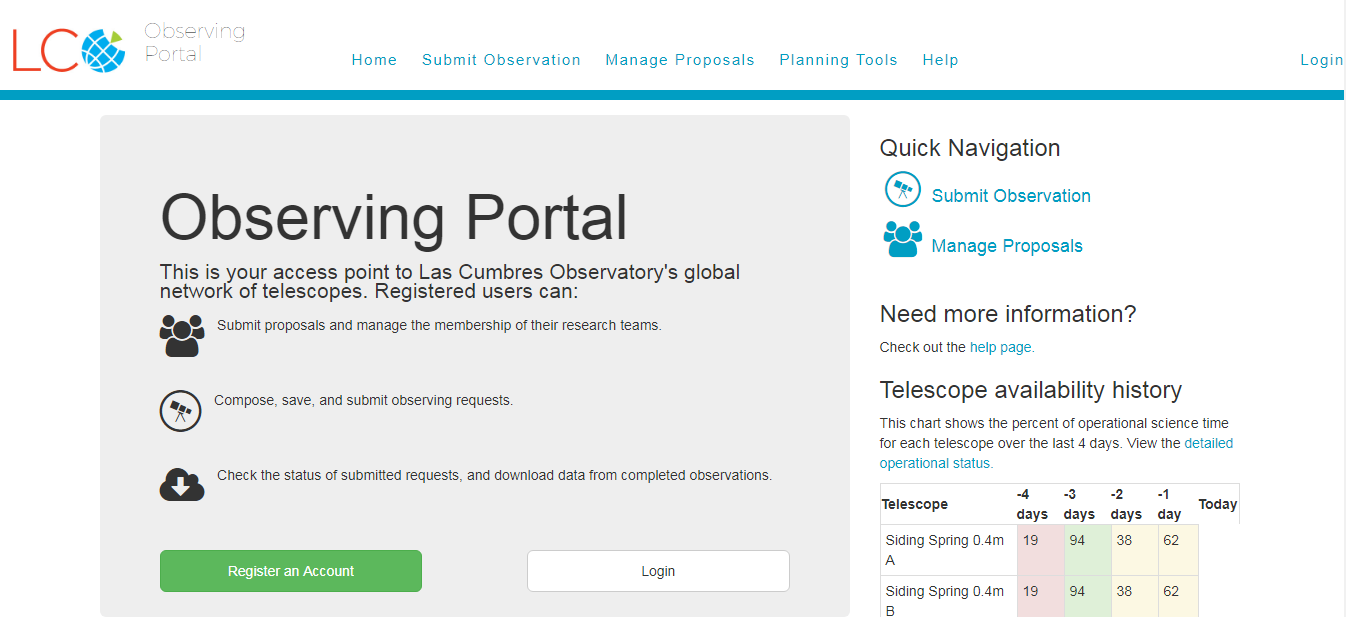 LCO
Observing
Portal
Home Submit Observation Manage Proposals Planning Tools Help Login
Observing Portal
This is your access point to Las Cumbres Observatory's global
network of telescopes. Registered users can:
Submit proposals and manage the membership of their research teams.
Compose, save, and submit observing requests.
Check the status of submitted requests, and download data from completed observations.
Register an Account Login
Quick Navigation
Submit Observation
Manage Proposals
Need more information?
Check out the help page.
Telescope availability history
This chart shows the percent of operational science time
for each telescope over the last 4 days. View the detailed
operational status.
Telescope -4 days -3 days -2 days -1 day Today
Siding Spring 0.4m A 19 94 38 62
Siding Spring 0.4m B 19 94 38 62